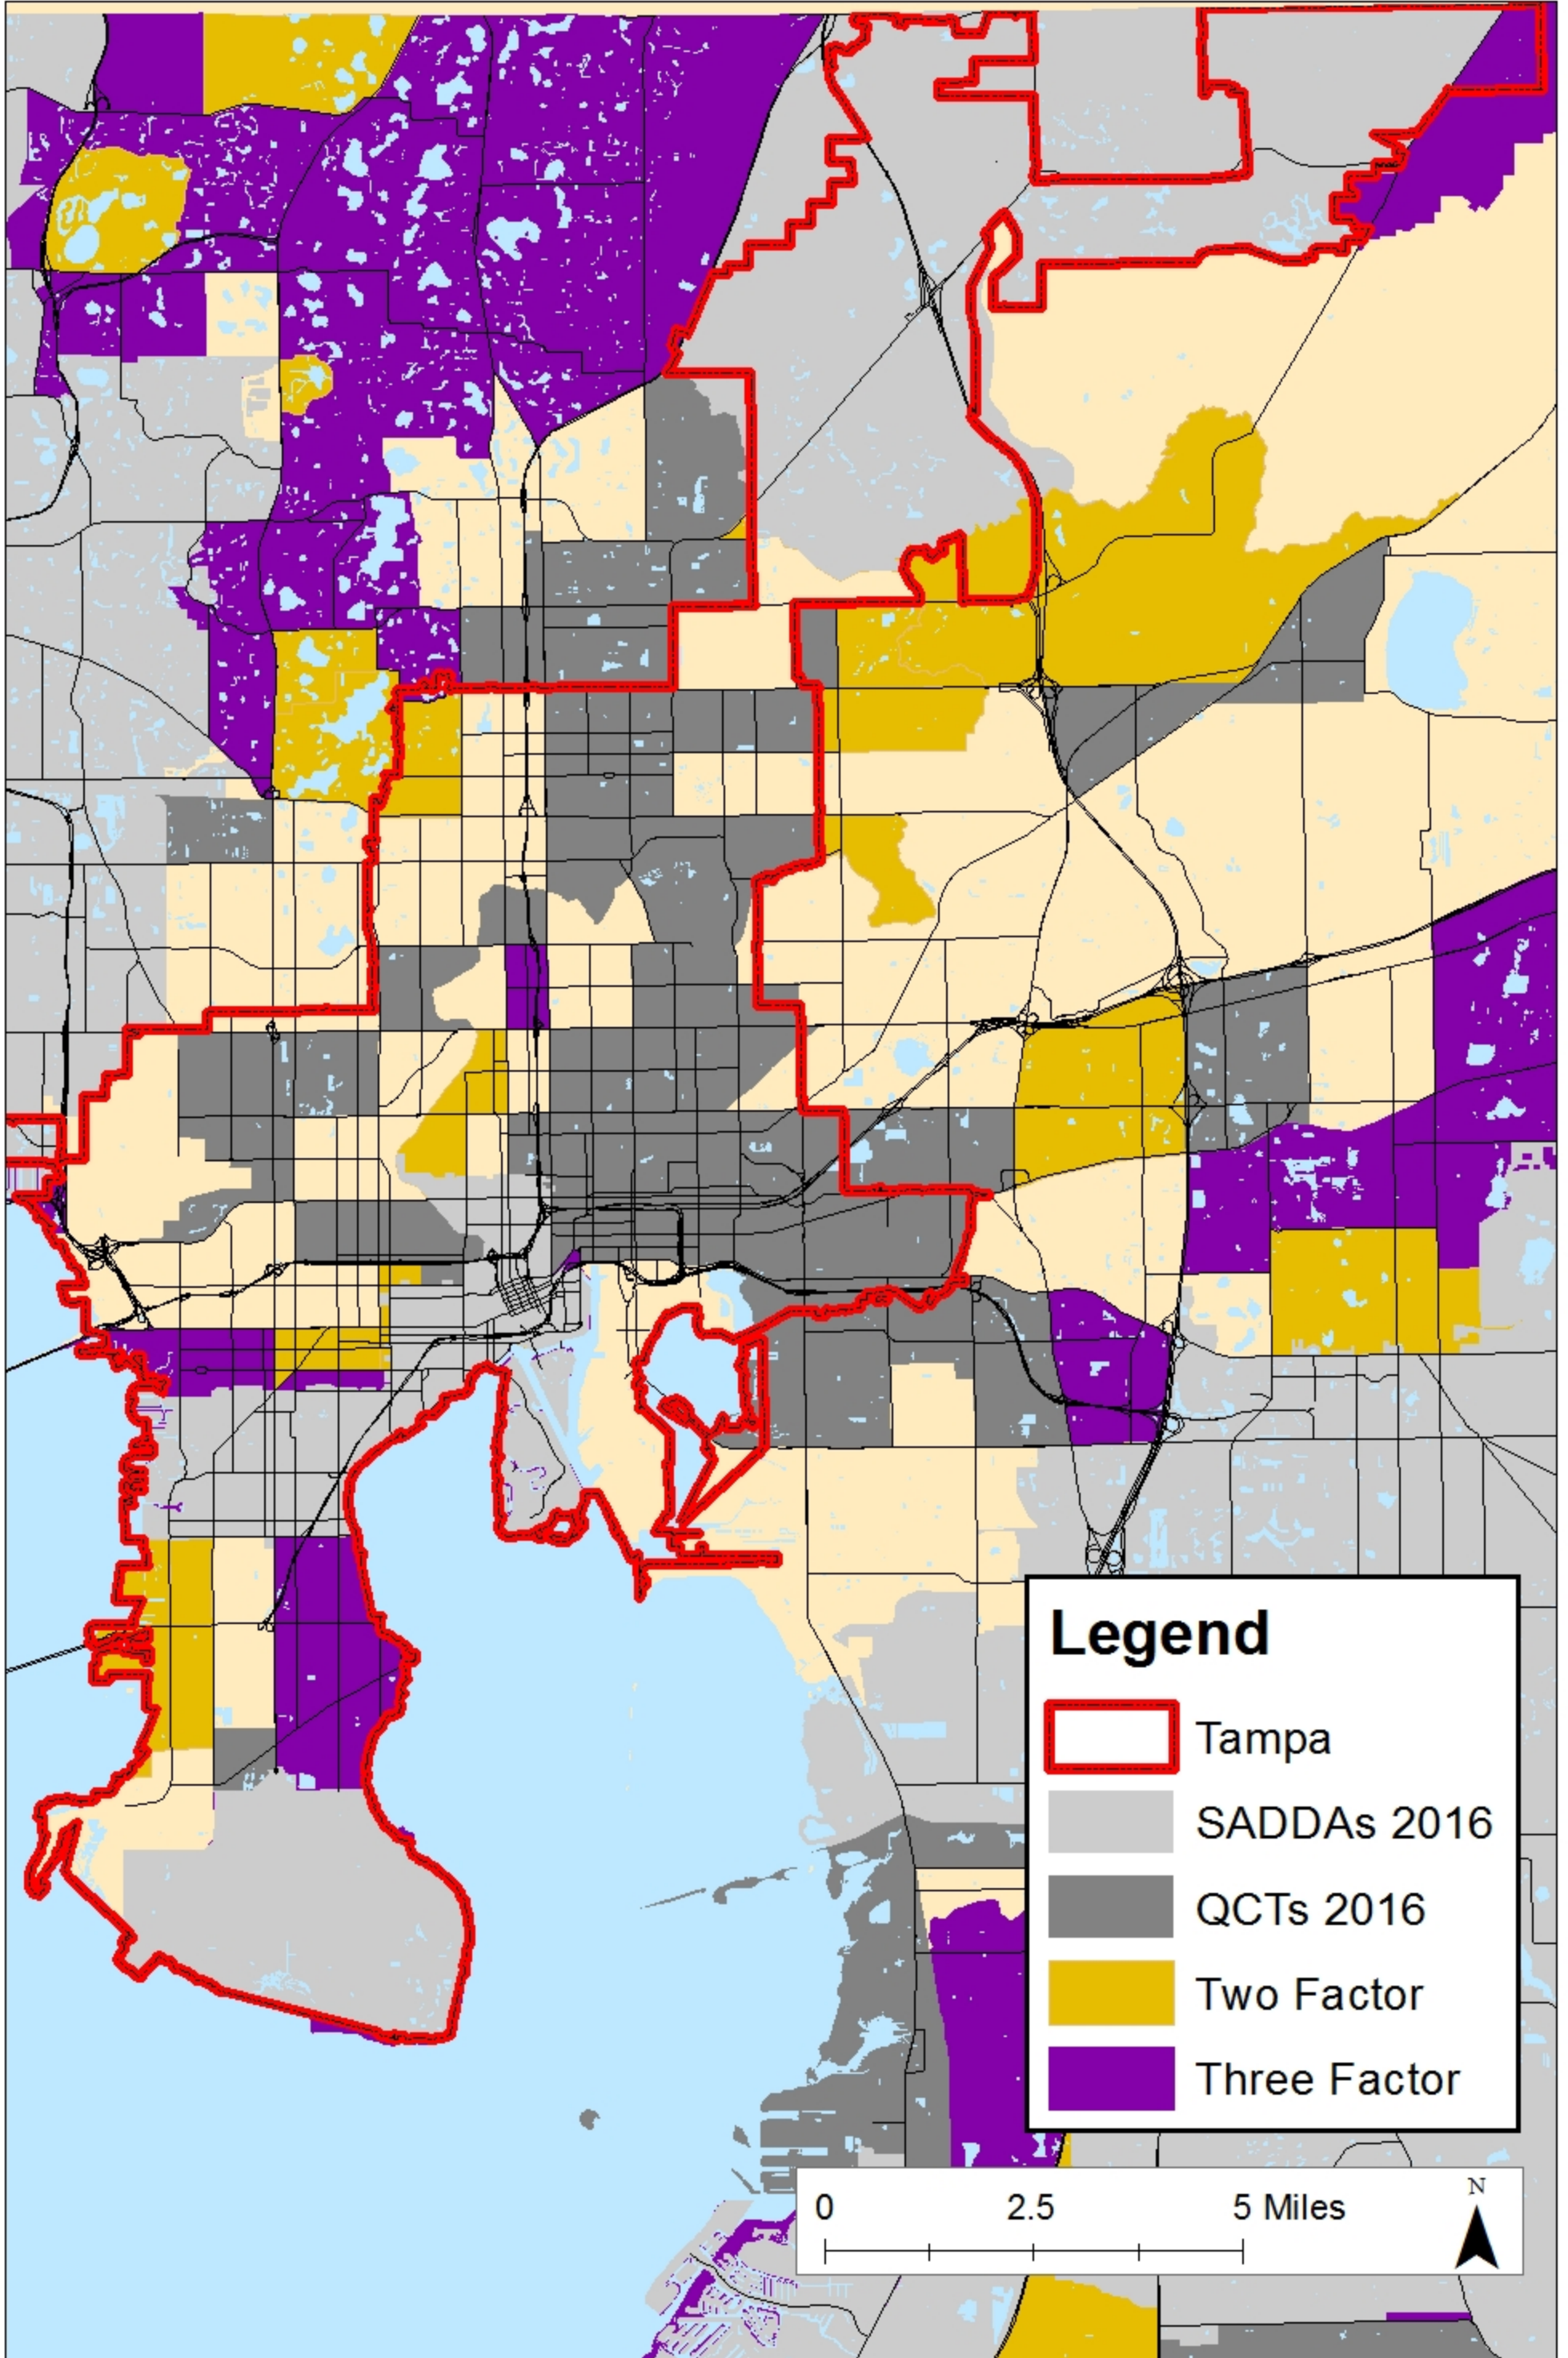 Legend
Tampa
SADDAs 2016
QCTs 2016
Two Factor
Three Factor
0 2.5 5 Miles
N